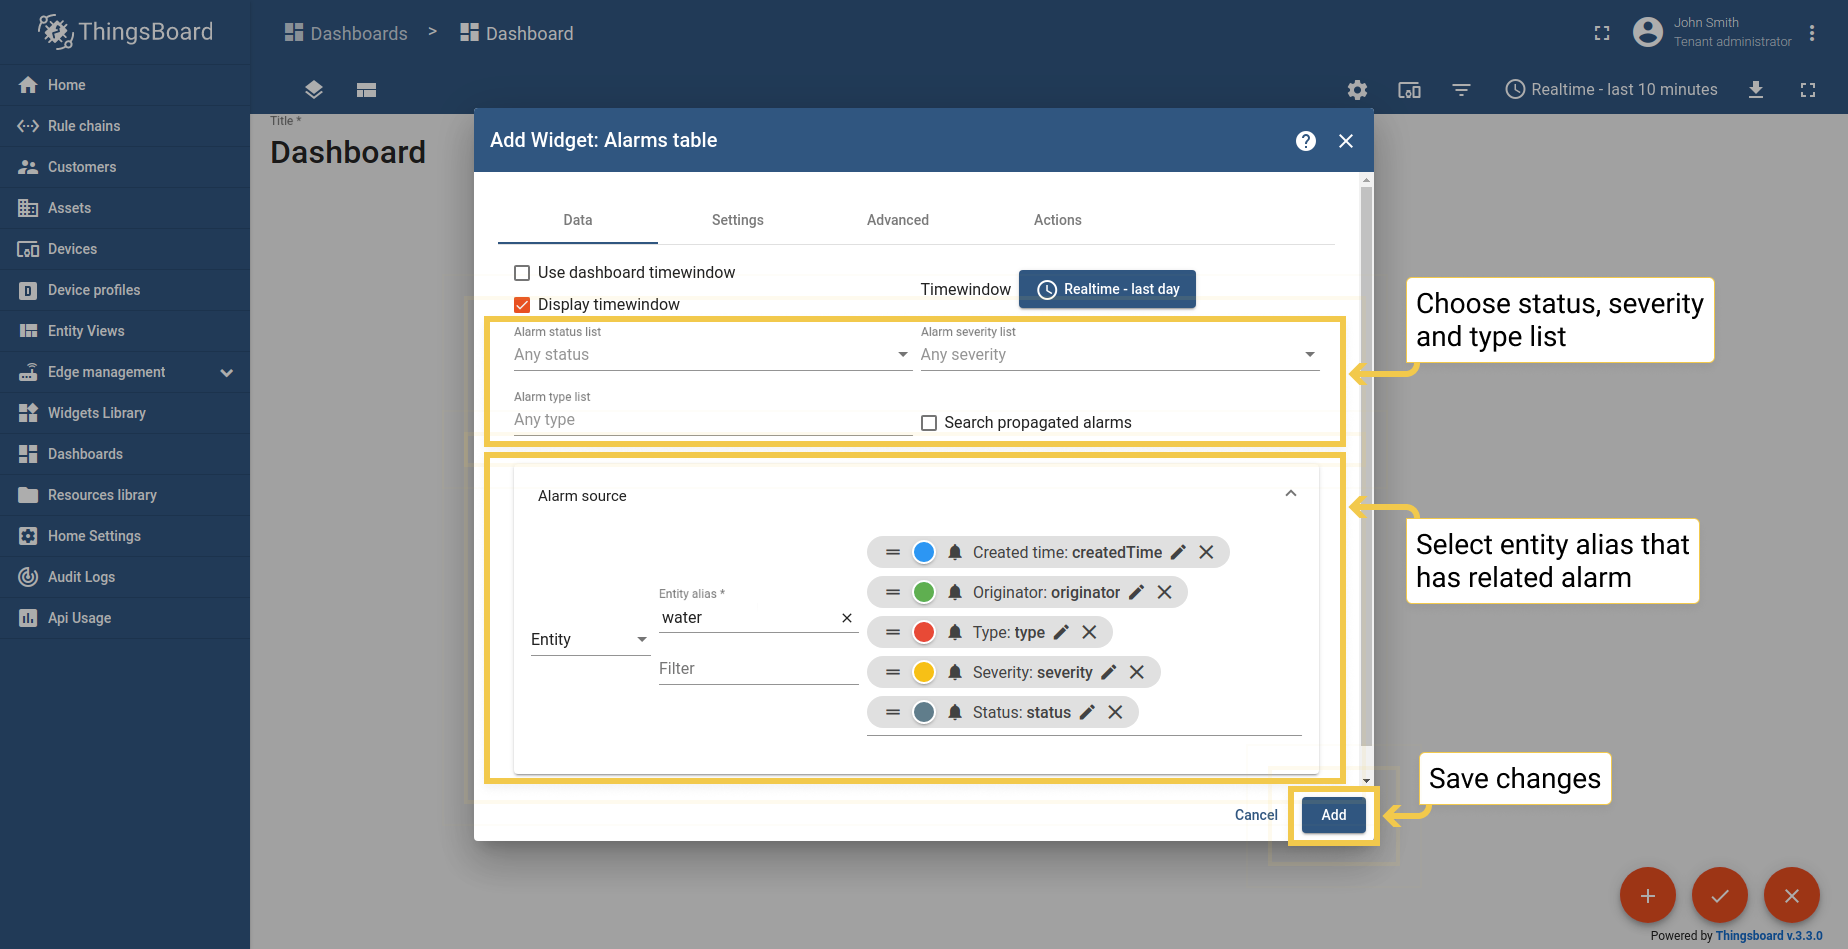 ThingsBoard
Dashboards > Dashboard
John Smith
Tenant administrator
Home
Rule chains
Customers
Assets
Devices
Device profiles
Entity Views
Edge management
Widgets Library
Dashboards
Resources library
Home Settings
Audit Logs
Api Usage
Realtime - last 10 minutes
Title *
Dashboard
Add Widget: Alarms table
Data Settings Advanced Actions
Use dashboard timewindow
Display timewindow
Timewindow Realtime - last day
Alarm status list
Any status
Alarm severity list
Any severity
Alarm type list
Any type
Search propagated alarms
Alarm source
Entity
Entity alias *
water
Filter
Created time: createdTime
Originator: originator
Type: type
Severity: severity
Status: status
Cancel Add
Choose status, severity
and type list
Select entity alias that
has related alarm
Save changes
Powered by Thingsboard v.3.3.0